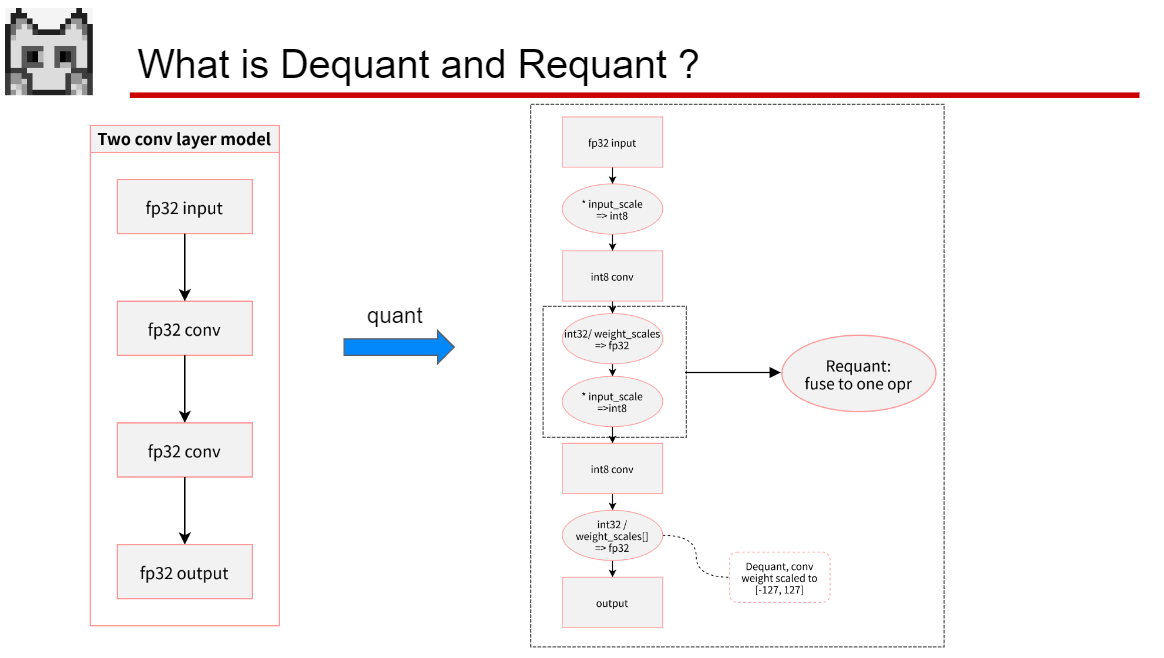 What is Dequant and Requant ?
Two conv layer model
fp32 input
fp32 conv
fp32 conv
fp32 output
quant
fp32 input
* input_scale
=> int8
int8 conv
int32/ weight_scales
=> fp32
* input_scale
=>int8
Requant:
fuse to one opr
int8 conv
int32 /
weight_scales[]
=> fp32
Dequant, conv
weight scaled to
[-127, 127]
output